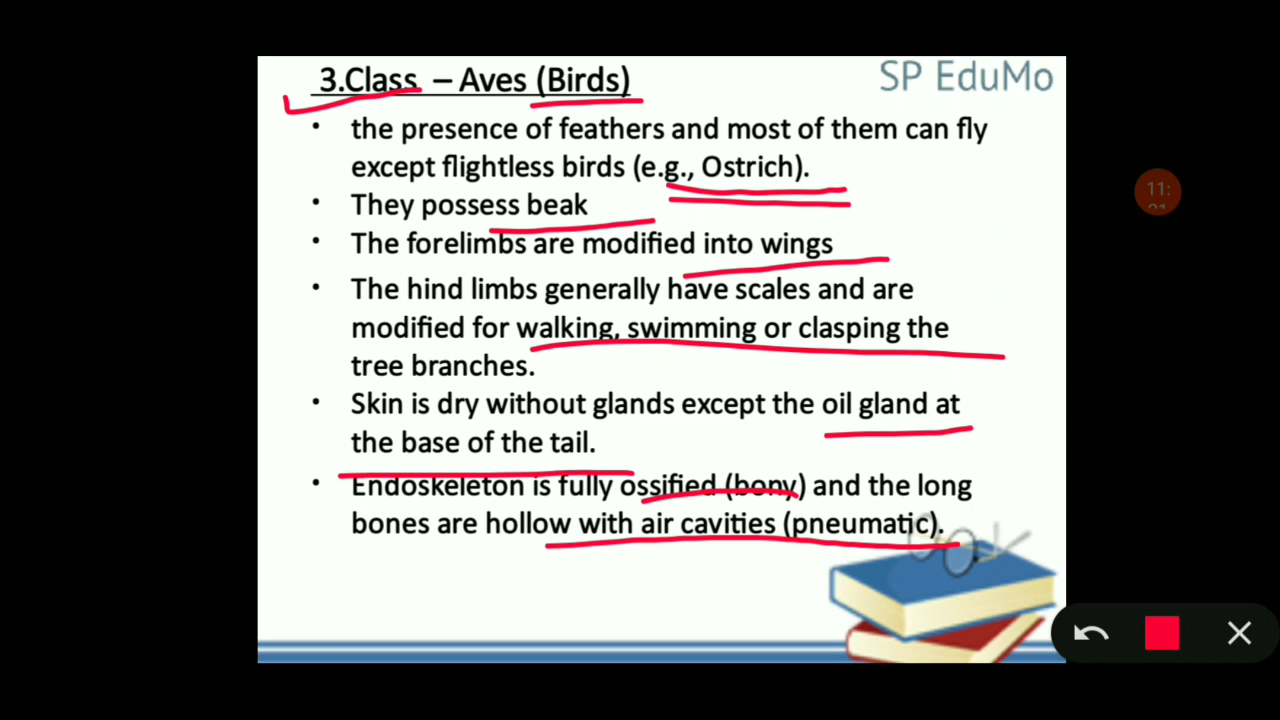 3.Class – Aves (Birds)
SP EduMo
• the presence of feathers and most of them can fly
except flightless birds (e.g., Ostrich).
• They possess beak
• The forelimbs are modified into wings
• The hind limbs generally have scales and are
modified for walking, swimming or clasping the
tree branches.
• Skin is dry without glands except the oil gland at
the base of the tail.
• Endoskeleton is fully ossified (bony) and the long
bones are hollow with air cavities (pneumatic).
11: